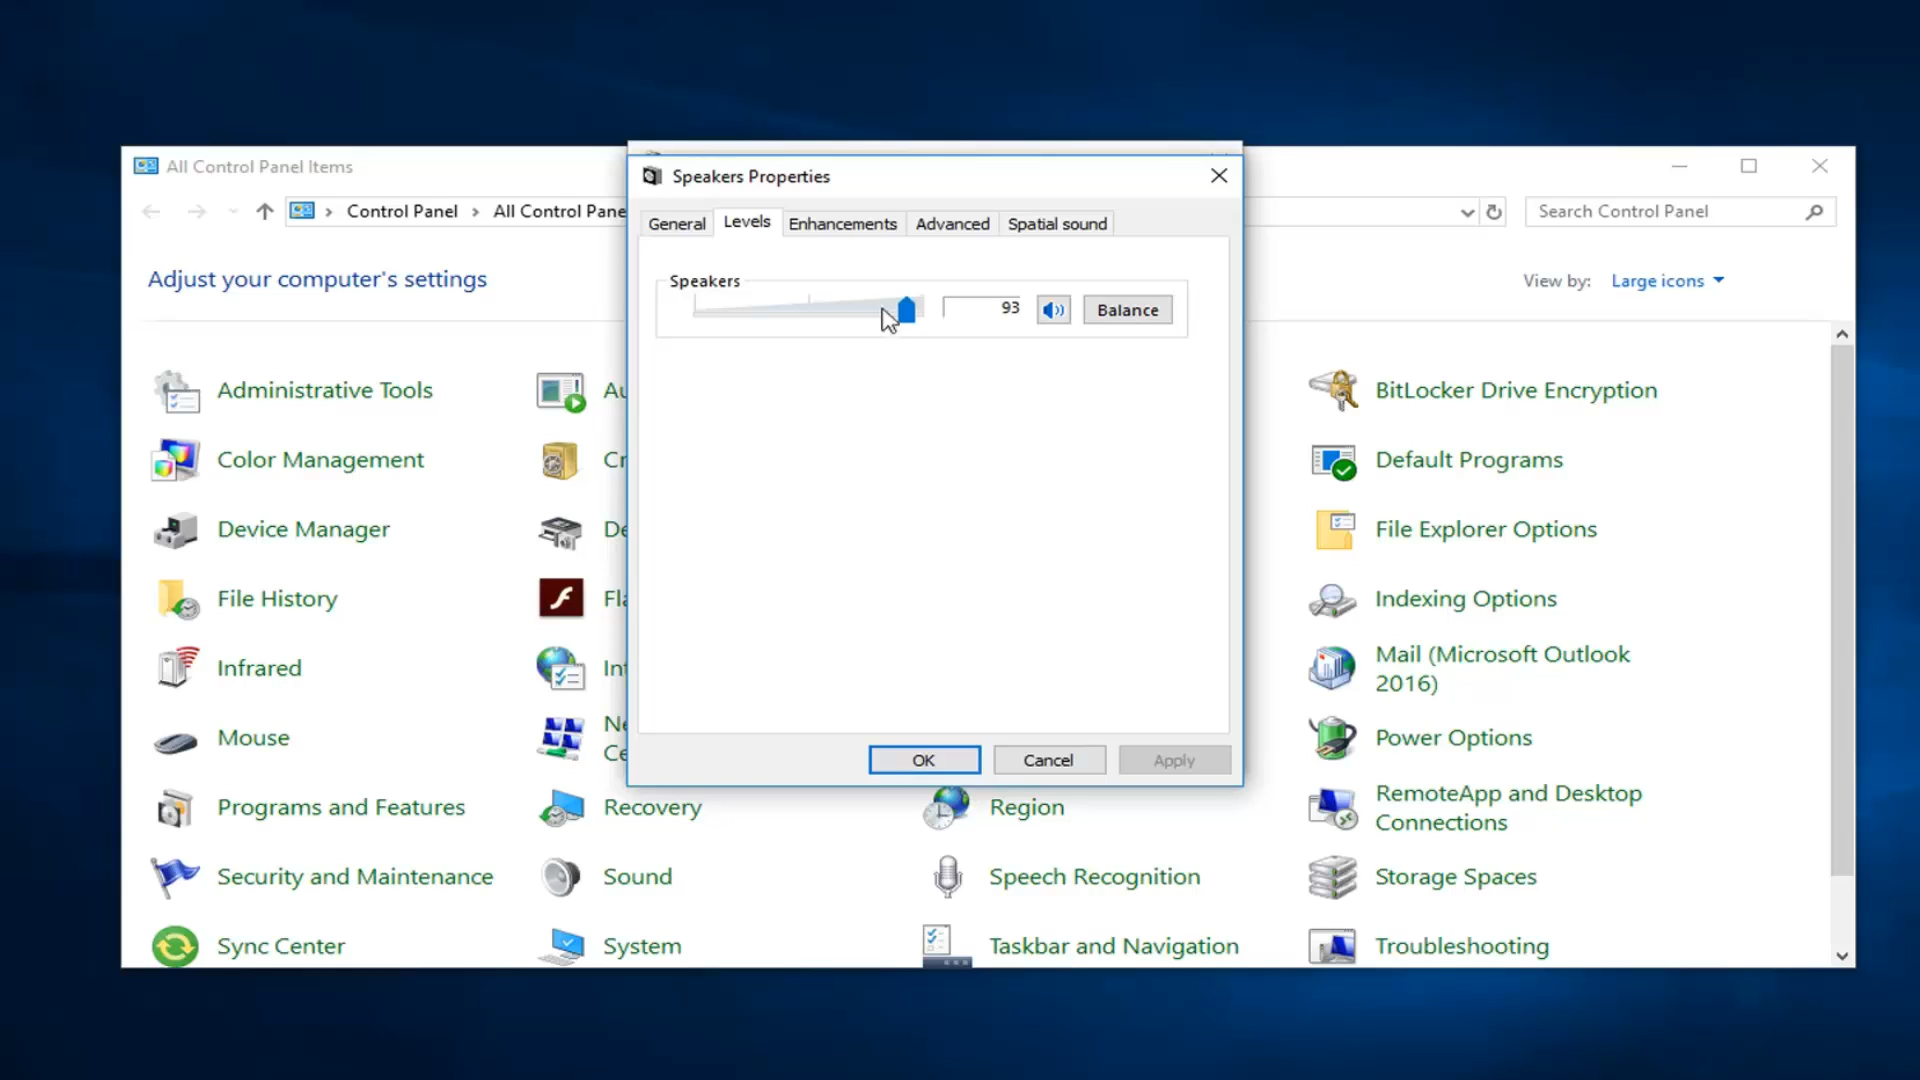 All Control Panel Items
Speakers Properties
Control Panel
All Control Pane
Search Control Panel
General
Levels
Enhancements
Advanced
Spatial sound
Adjust your computer's settings
View by:
Large icons
Speakers
93
Balance
Administrative Tools
Au
BitLocker Drive Encryption
Color Management
Cr
Default Programs
Device Manager
De
File Explorer Options
File History
Fla
Indexing Options
Infrared
Int
Mail (Microsoft Outlook
2016)
Mouse
Ne
Ce
Power Options
OK
Cancel
Apply
Programs and Features
Recovery
Region
RemoteApp and Desktop
Connections
Security and Maintenance
Sound
Speech Recognition
Storage Spaces
Sync Center
System
Taskbar and Navigation
Troubleshooting